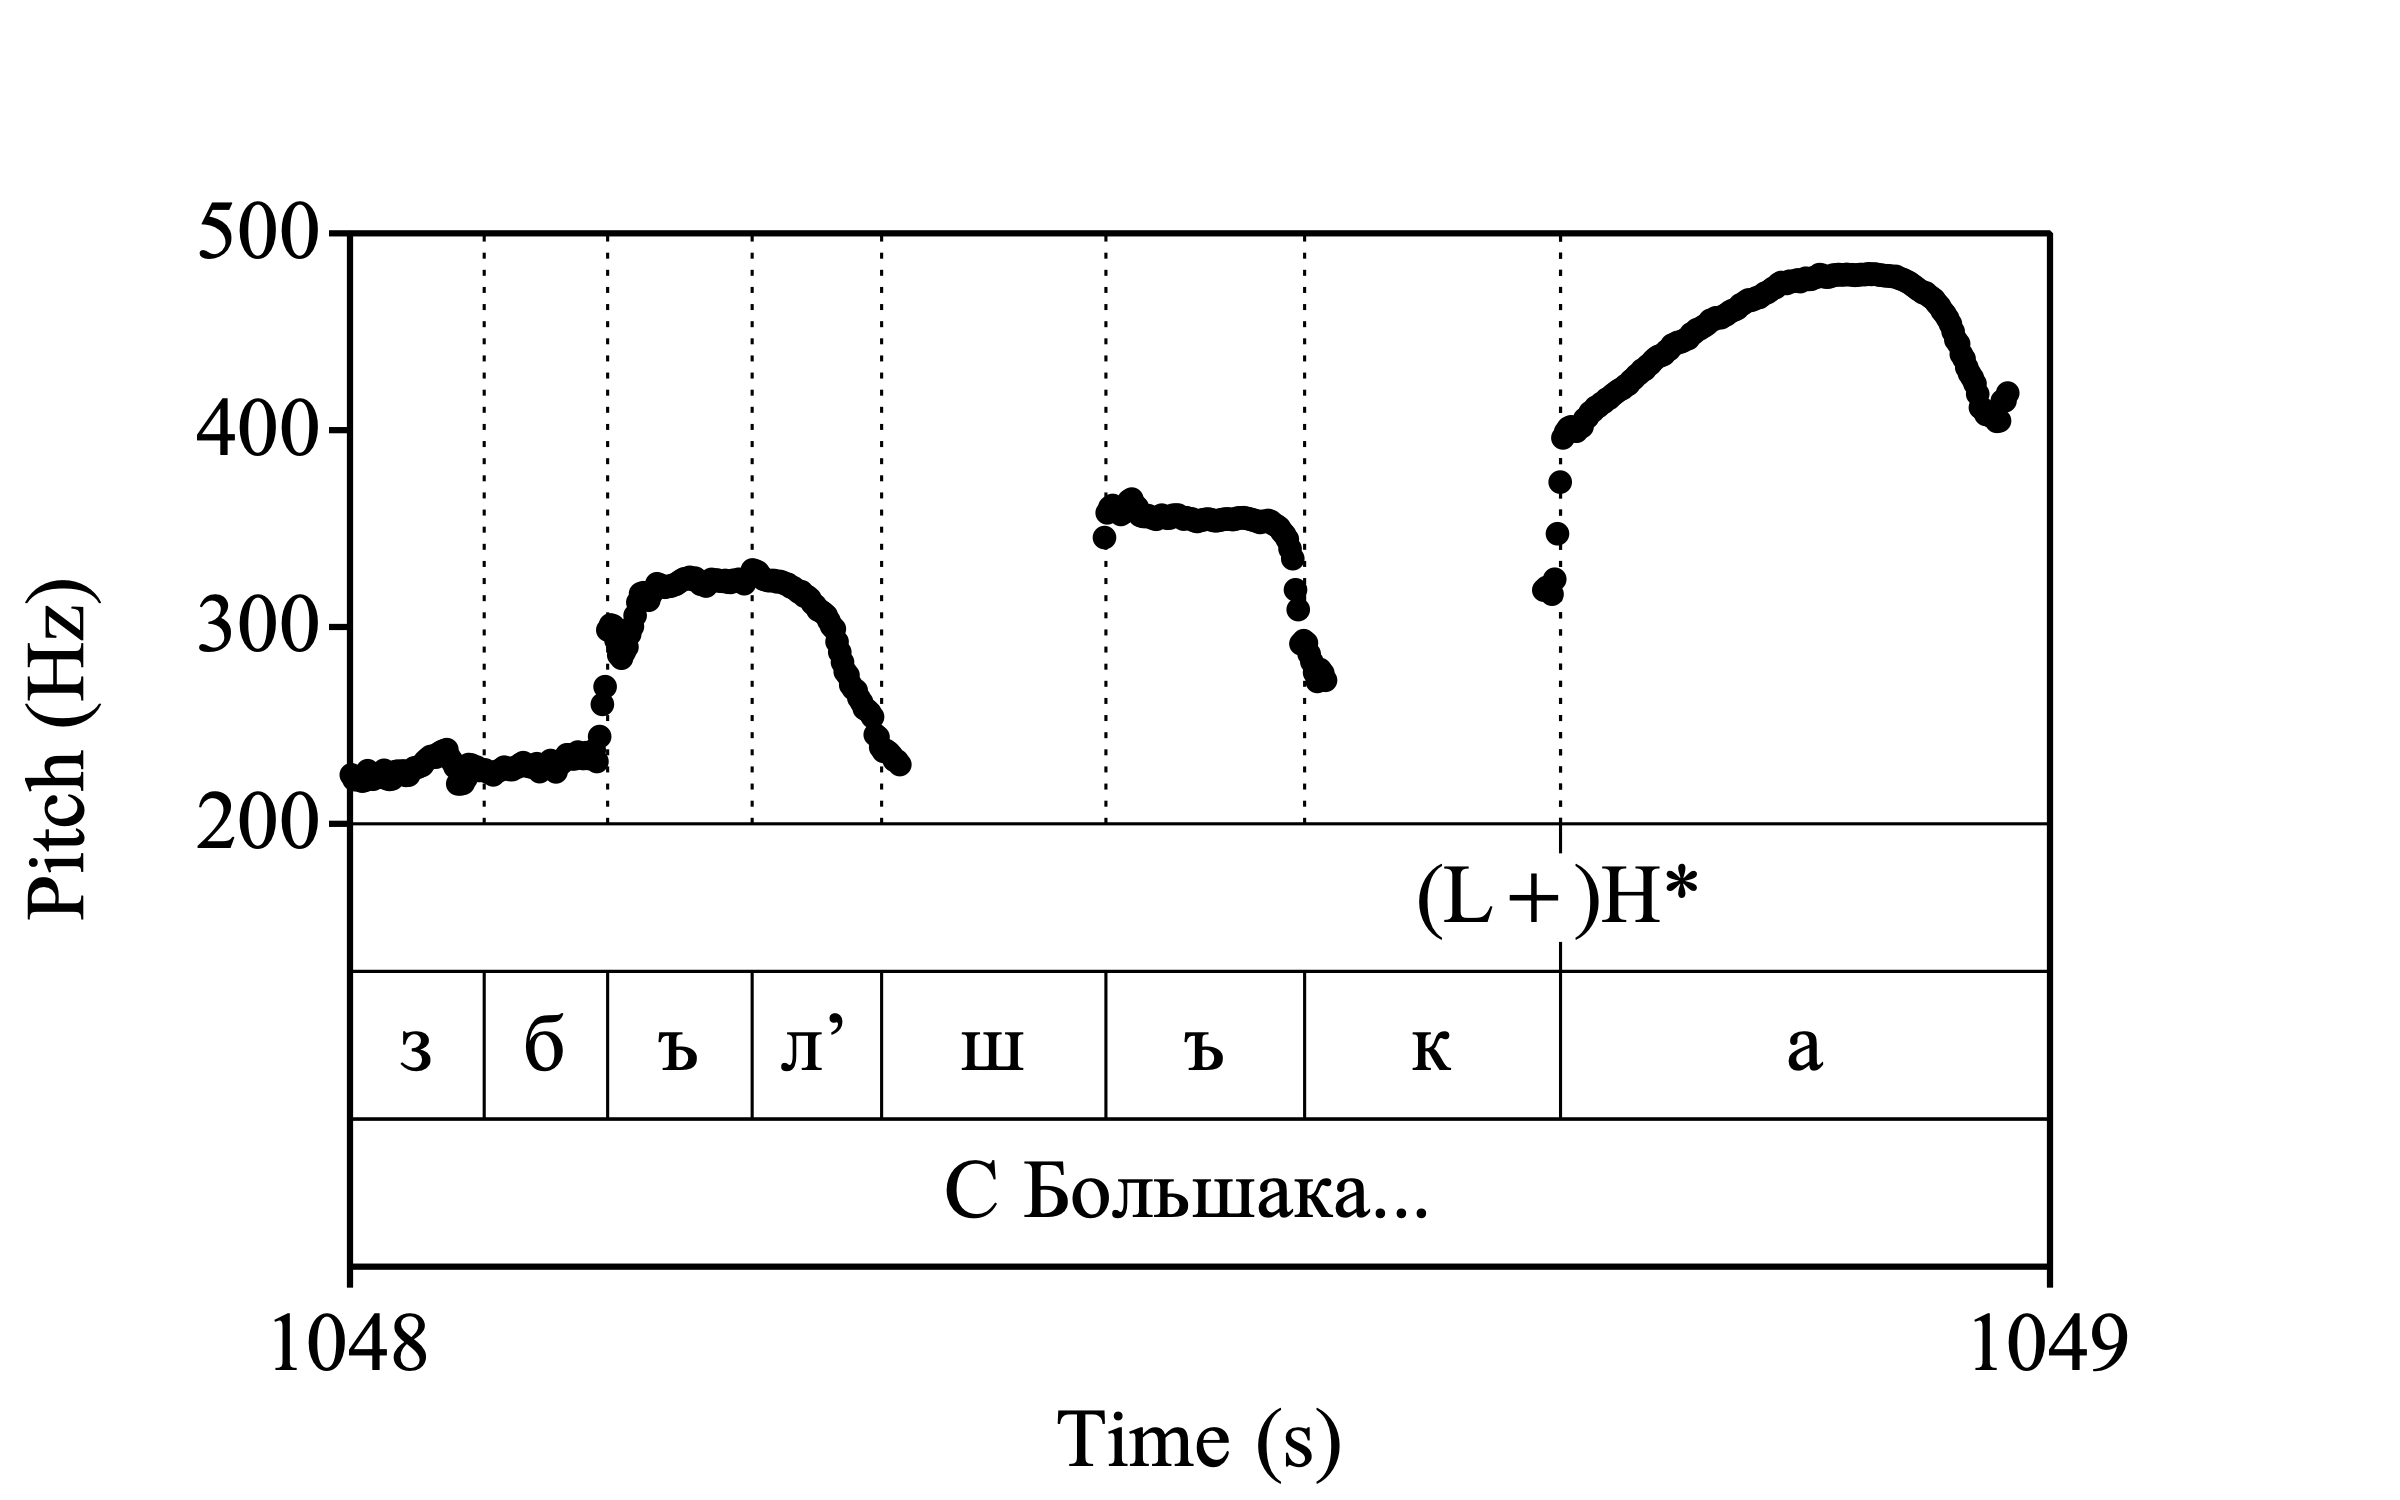 500
400
300
200
Pitch (Hz)
(L+)H*
з б ъ л’ ш ъ к а
С Большака...
1048 1049
Time (s)